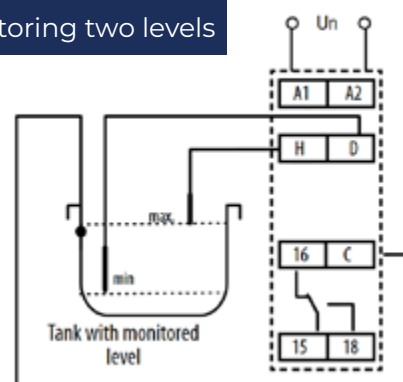 toring two levels
Un
A1 A2
H D
max.
min
16 C
Tank with monitored
level
15 18